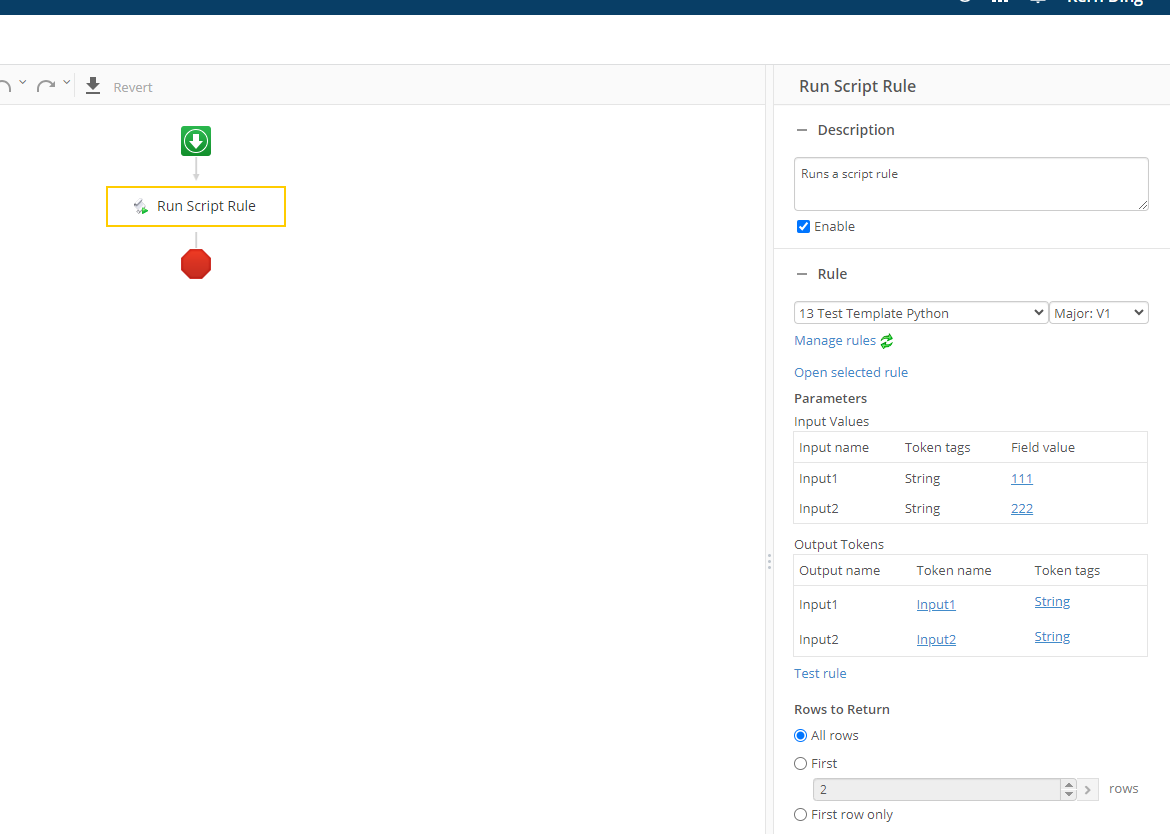 Revert
Run Script Rule
Run Script Rule
Description
Runs a script rule
Enable
Rule
13 Test Template Python Major: V1
Manage rules
Open selected rule
Parameters
Input Values
Input name Token tags Field value
Input1 String 111
Input2 String 222
Output Tokens
Output name Token name Token tags
Input1 Input1 String
Input2 Input2 String
Test rule
Rows to Return
All rows
First
2 rows
First row only